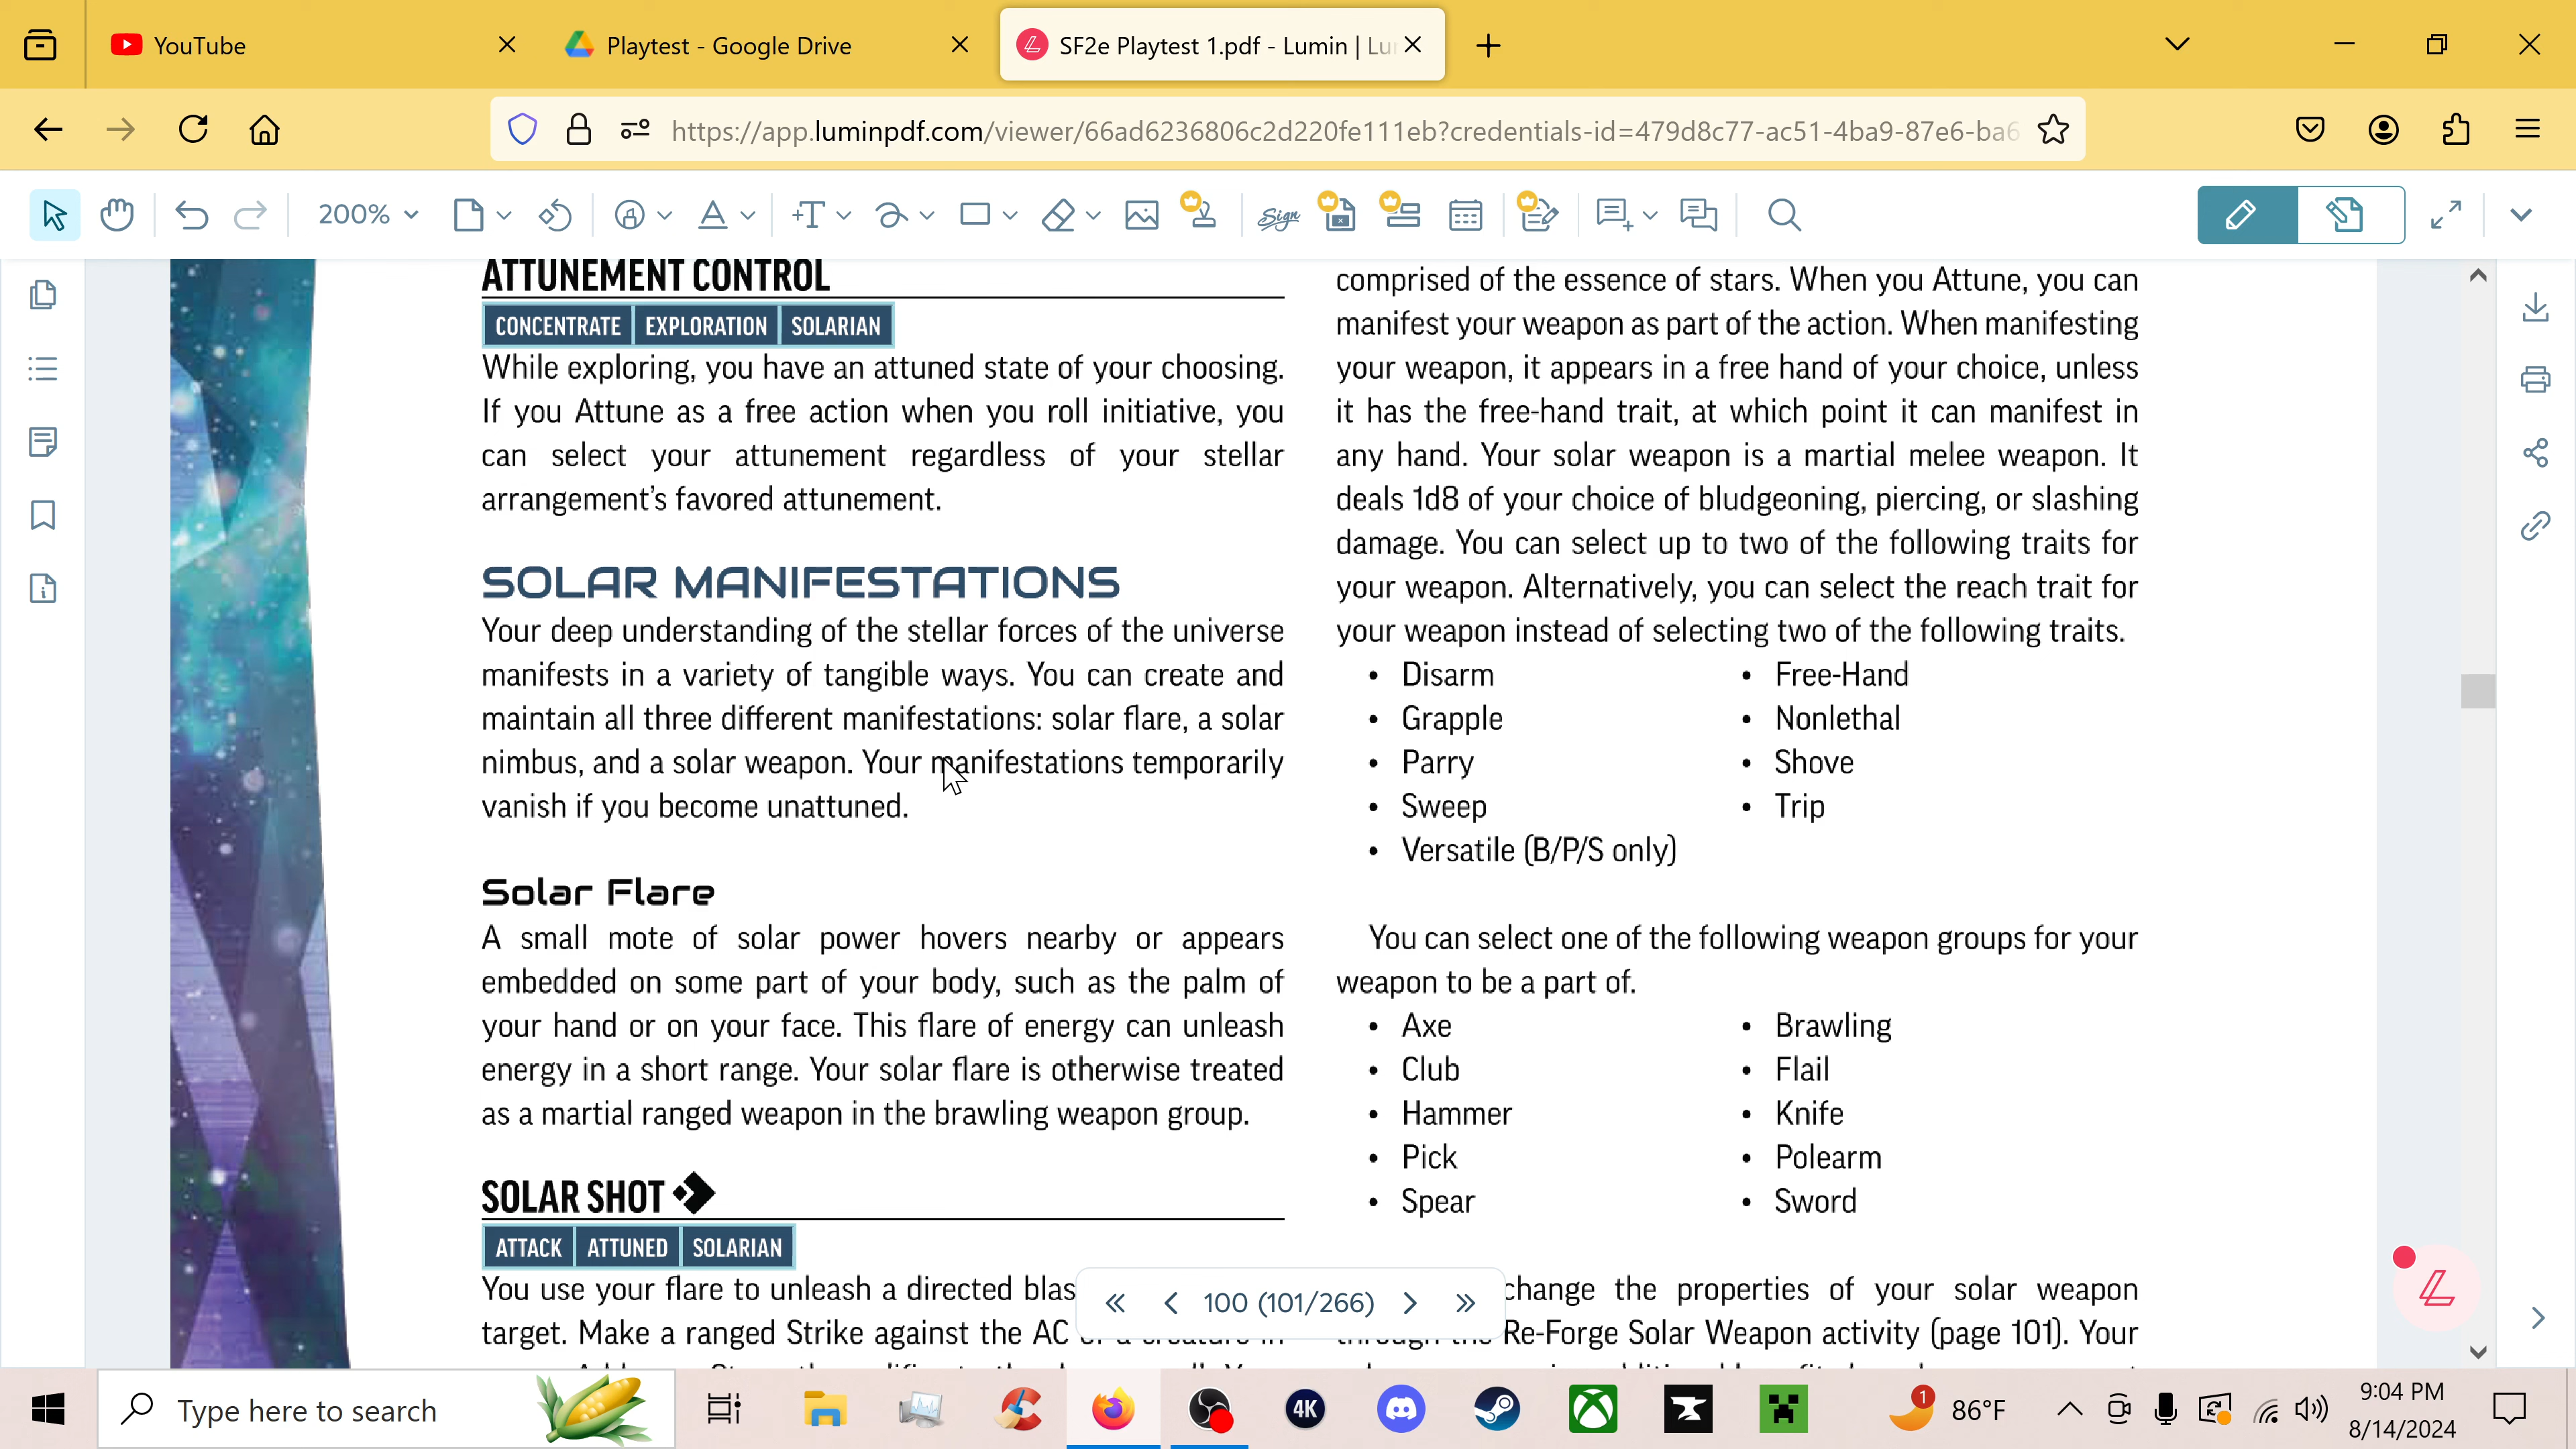 YouTube
Playtest - Google Drive
SF2e Playtest 1.pdf - Lumin | Lu
https://app.luminpdf.com/viewer/66ad6236806c2d220fe111eb?credentials-id=479d8c77-ac51-4ba9-87e6-ba6
200%
Sign
ATTUNEMENT CONTROL
CONCENTRATE EXPLORATION SOLARIAN
While exploring, you have an attuned state of your choosing.
If you Attune as a free action when you roll initiative, you
can select your attunement regardless of your stellar
arrangement's favored attunement.
SOLAR MANIFESTATIONS
Your deep understanding of the stellar forces of the universe
manifests in a variety of tangible ways. You can create and
maintain all three different manifestations: solar flare, a solar
nimbus, and a solar weapon. Your manifestations temporarily
vanish if you become unattuned.
Solar Flare
A small mote of solar power hovers nearby or appears
embedded on some part of your body, such as the palm of
your hand or on your face. This flare of energy can unleash
energy in a short range. Your solar flare is otherwise treated
as a martial ranged weapon in the brawling weapon group.
SOLAR SHOT
ATTACK ATTUNED SOLARIAN
You use your flare to unleash a directed blas
target. Make a ranged Strike against the AC of a creature in
comprised of the essence of stars. When you Attune, you can
manifest your weapon as part of the action. When manifesting
your weapon, it appears in a free hand of your choice, unless
it has the free-hand trait, at which point it can manifest in
any hand. Your solar weapon is a martial melee weapon. It
deals 1d8 of your choice of bludgeoning, piercing, or slashing
damage. You can select up to two of the following traits for
your weapon. Alternatively, you can select the reach trait for
your weapon instead of selecting two of the following traits.
• Disarm • Free-Hand
• Grapple • Nonlethal
• Parry • Shove
• Sweep • Trip
• Versatile (B/P/S only)
You can select one of the following weapon groups for your
weapon to be a part of.
• Axe • Brawling
• Club • Flail
• Hammer • Knife
• Pick • Polearm
• Spear • Sword
change the properties of your solar weapon
through the Re-Forge Solar Weapon activity (page 101). Your
100 (101/266)
Type here to search
4K
1
86°F
9:04 PM
8/14/2024